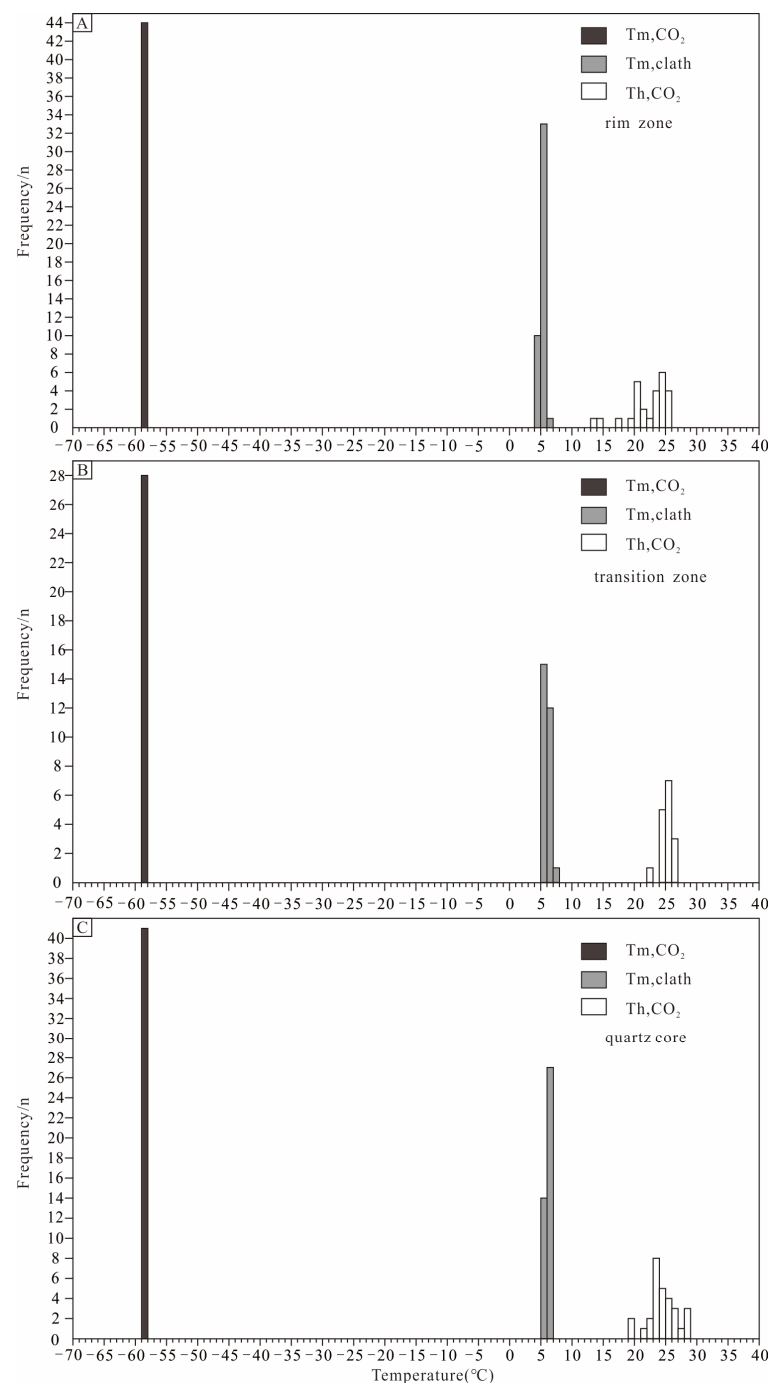 A
Tm,CO₂
Tm,clath
Th,CO₂
rim zone
Frequency/n
44
42
40
38
36
34
32
30
28
26
24
22
20
18
16
14
12
10
8
6
4
2
0
−70 −65 −60 −55 −50 −45 −40 −35 −30 −25 −20 −15 −10 −5 0 5 10 15 20 25 30 35 40
B
Tm,CO₂
Tm,clath
Th,CO₂
transition zone
Frequency/n
28
26
24
22
20
18
16
14
12
10
8
6
4
2
0
−70 −65 −60 −55 −50 −45 −40 −35 −30 −25 −20 −15 −10 −5 0 5 10 15 20 25 30 35 40
C
Tm,CO₂
Tm,clath
Th,CO₂
quartz core
Frequency/n
40
38
36
34
32
30
28
26
24
22
20
18
16
14
12
10
8
6
4
2
0
−70 −65 −60 −55 −50 −45 −40 −35 −30 −25 −20 −15 −10 −5 0 5 10 15 20 25 30 35 40
Temperature(℃)